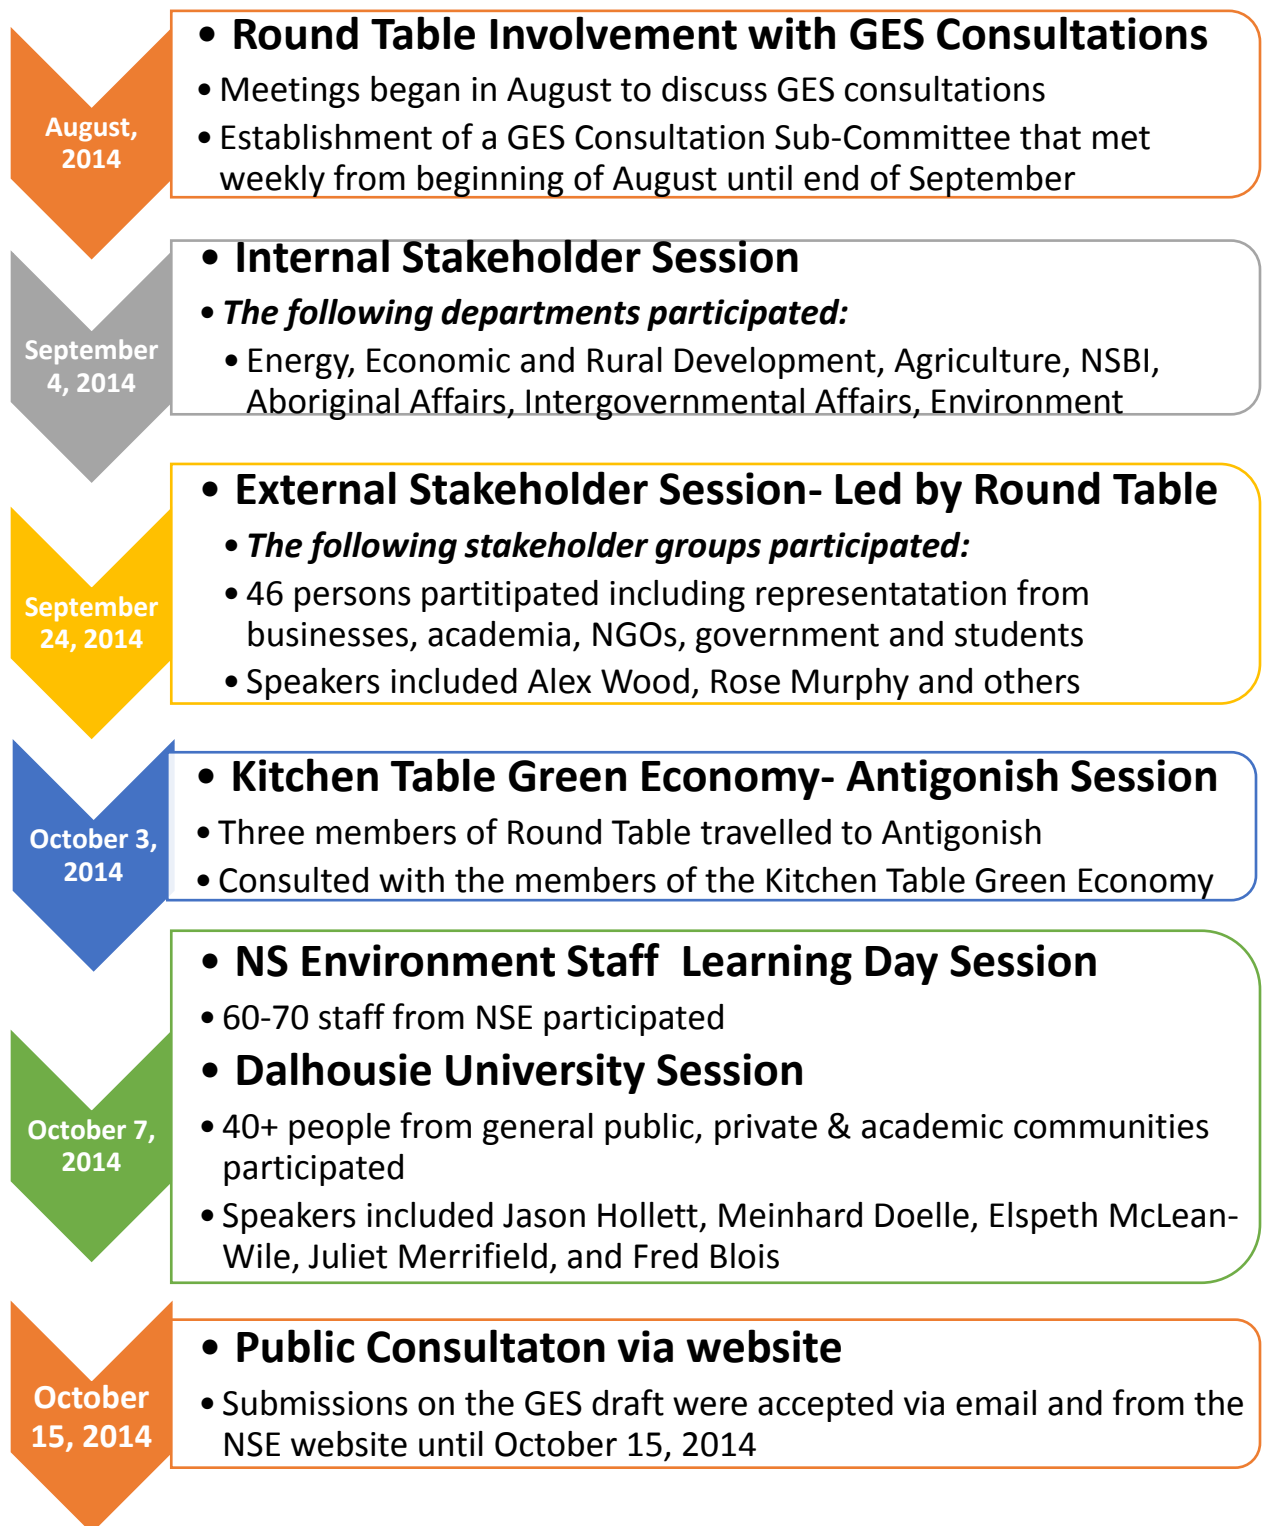 August,
2014
• Round Table Involvement with GES Consultations
• Meetings began in August to discuss GES consultations
• Establishment of a GES Consultation Sub-Committee that met
weekly from beginning of August until end of September
September
4, 2014
• Internal Stakeholder Session
• The following departments participated:
• Energy, Economic and Rural Development, Agriculture, NSBI,
Aboriginal Affairs, Intergovernmental Affairs, Environment
September
24, 2014
• External Stakeholder Session- Led by Round Table
• The following stakeholder groups participated:
• 46 persons partitipated including representatation from
businesses, academia, NGOs, government and students
• Speakers included Alex Wood, Rose Murphy and others
October 3,
2014
• Kitchen Table Green Economy- Antigonish Session
• Three members of Round Table travelled to Antigonish
• Consulted with the members of the Kitchen Table Green Economy
October 7,
2014
• NS Environment Staff  Learning Day Session
• 60-70 staff from NSE participated
• Dalhousie University Session
• 40+ people from general public, private & academic communities
participated
• Speakers included Jason Hollett, Meinhard Doelle, Elspeth McLean-
Wile, Juliet Merrifield, and Fred Blois
October
15, 2014
• Public Consultaton via website
• Submissions on the GES draft were accepted via email and from the
NSE website until October 15, 2014